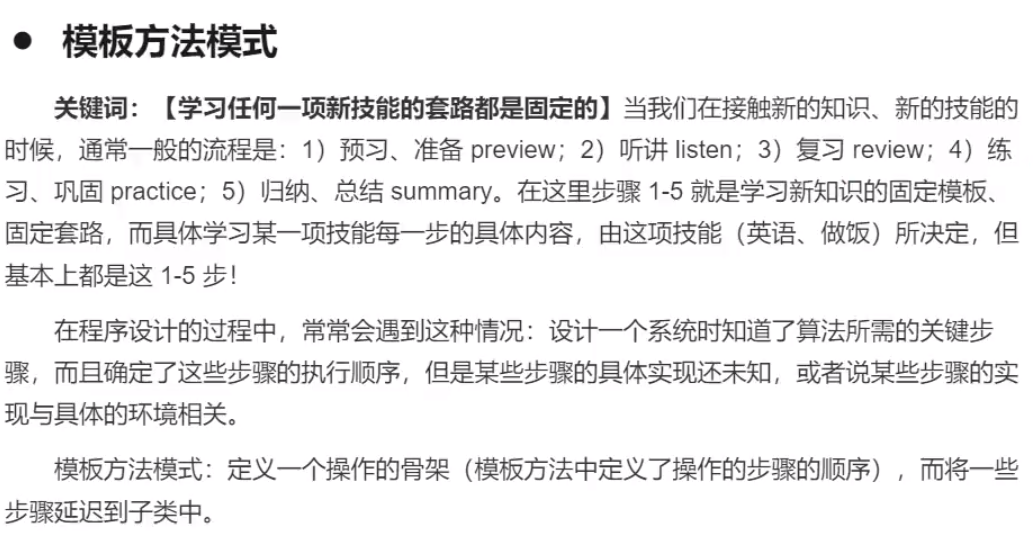 ● 模板方法模式
关键词：【学习任何一项新技能的套路都是固定的】当我们在接触新的知识、新的技能的
时候，通常一般的流程是：1）预习、准备 preview；2）听讲 listen；3）复习 review；4）练
习、巩固 practice；5）归纳、总结 summary。在这里步骤 1-5 就是学习新知识的固定模板、
固定套路，而具体学习某一项技能每一步的具体内容，由这项技能（英语、做饭）所决定，但
基本上都是这 1-5 步！
在程序设计的过程中，常常会遇到这种情况：设计一个系统时知道了算法所需的关键步
骤，而且确定了这些步骤的执行顺序，但是某些步骤的具体实现还未知，或者说某些步骤的实
现与具体的环境相关。
模板方法模式：定义一个操作的骨架（模板方法中定义了操作的步骤的顺序），而将一些
步骤延迟到子类中。